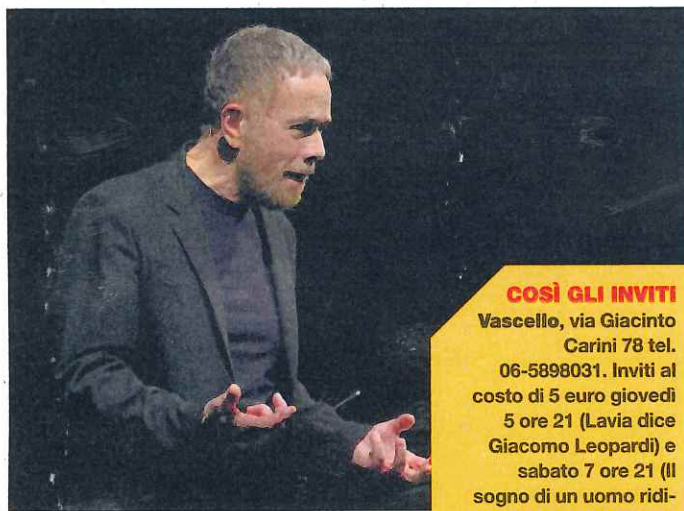 COSÌ GLI INVITI
Vascello, via Giacinto
Carini 78 tel.
06-5898031. Inviti al
costo di 5 euro giovedì
5 ore 21 (Lavia dice
Giacomo Leopardi) e
sabato 7 ore 21 (Il
sogno di un uomo ridi-